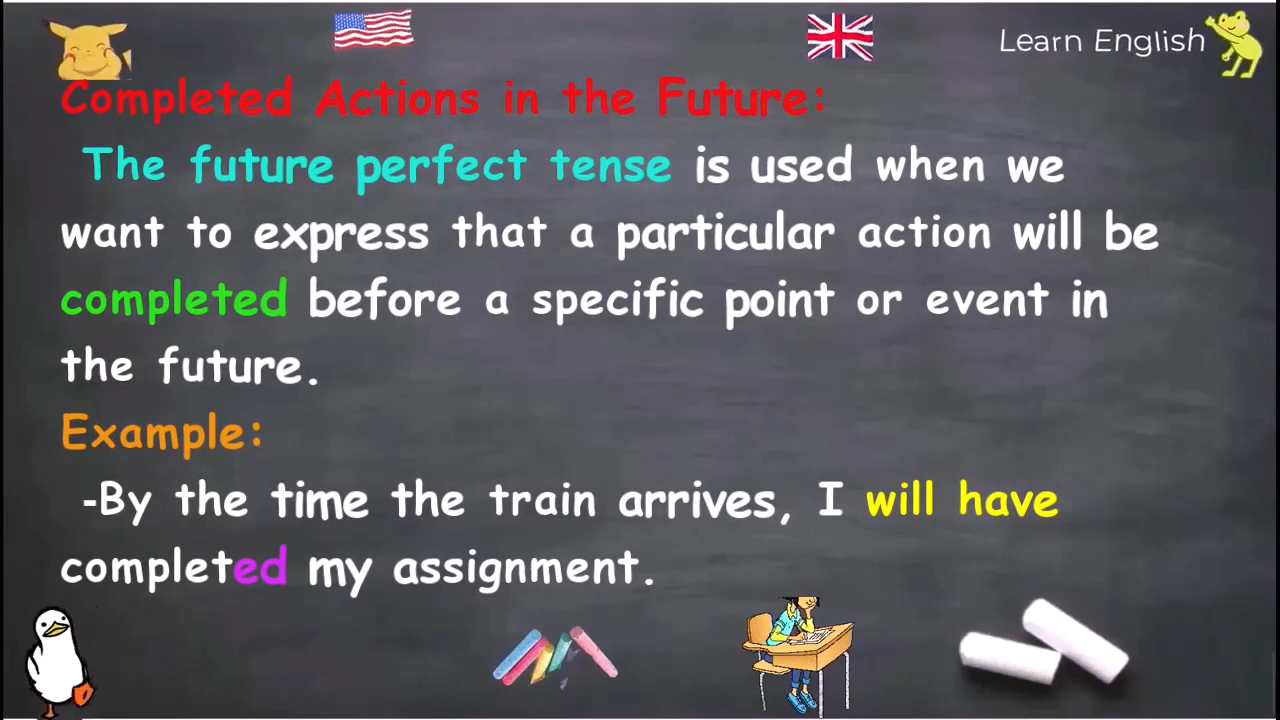 Learn English
Completed Actions in the Future:
The future perfect tense is used when we
want to express that a particular action will be
completed before a specific point or event in
the future.
Example:
-By the time the train arrives, I will have
completed my assignment.